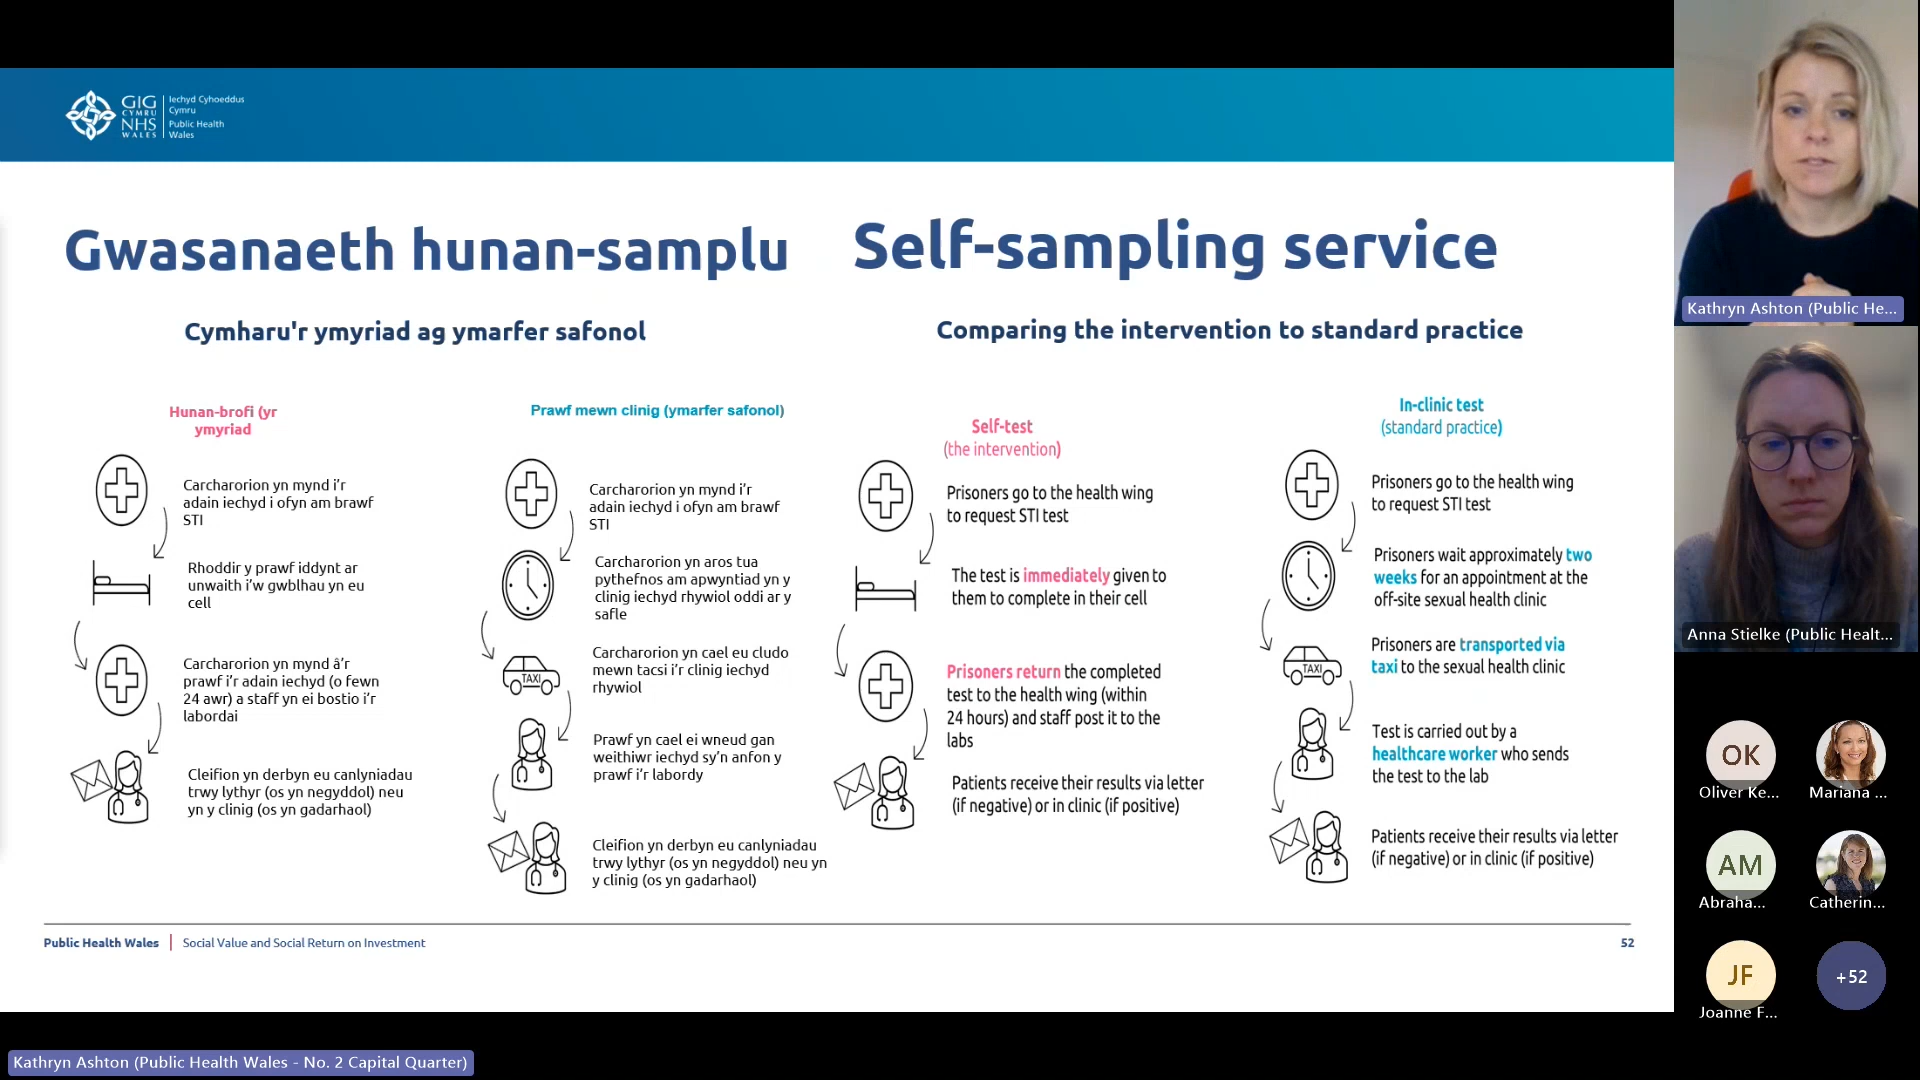 GIG
CYMRU
NHS
WALES
Iechyd Cyhoeddus
Cymru
Public Health
Wales
Gwasanaeth hunan-samplu
Cymharu'r ymyriad ag ymarfer safonol
Hunan-brofi (yr
ymyriad
Carcharorion yn mynd i’r
adain iechyd i ofyn am brawf
STI
Rhoddir y prawf iddynt ar
unwaith i’w gwblhau yn eu
cell
Carcharorion yn mynd â’r
prawf i’r adain iechyd (o fewn
24 awr) a staff yn ei bostio i’r
labordai
Cleifion yn derbyn eu canlyniadau
trwy lythyr (os yn negyddol) neu
yn y clinig (os yn gadarhaol)
Prawf mewn clinig (ymarfer safonol)
Carcharorion yn mynd i’r
adain iechyd i ofyn am brawf
STI
Carcharorion yn aros tua
pythefnos am apwyntiad yn y
clinig iechyd rhywiol oddi ar y
safle
Carcharorion yn cael eu cludo
mewn tacsi i’r clinig iechyd
rhywiol
TAXI
Prawf yn cael ei wneud gan
weithiwr iechyd sy’n anfon y
prawf i’r labordy
Cleifion yn derbyn eu canlyniadau
trwy lythyr (os yn negyddol) neu yn
y clinig (os yn gadarhaol)
Self-sampling service
Comparing the intervention to standard practice
Self-test
(the intervention)
Prisoners go to the health wing
to request STI test
The test is immediately given to
them to complete in their cell
Prisoners return the completed
test to the health wing (within
24 hours) and staff post it to the
labs
Patients receive their results via letter
(if negative) or in clinic (if positive)
In-clinic test
(standard practice)
Prisoners go to the health wing
to request STI test
Prisoners wait approximately two
weeks for an appointment at the
off-site sexual health clinic
Prisoners are transported via
taxi to the sexual health clinic
TAXI
Test is carried out by a
healthcare worker who sends
the test to the lab
Patients receive their results via letter
(if negative) or in clinic (if positive)
Public Health Wales | Social Value and Social Return on Investment
52
Kathryn Ashton (Public He...
Anna Stielke (Public Healt...
OK
Oliver Ke...
Mariana ...
AM
Abraha...
Catherin...
JF
Joanne F...
+52
Kathryn Ashton (Public Health Wales - No. 2 Capital Quarter)